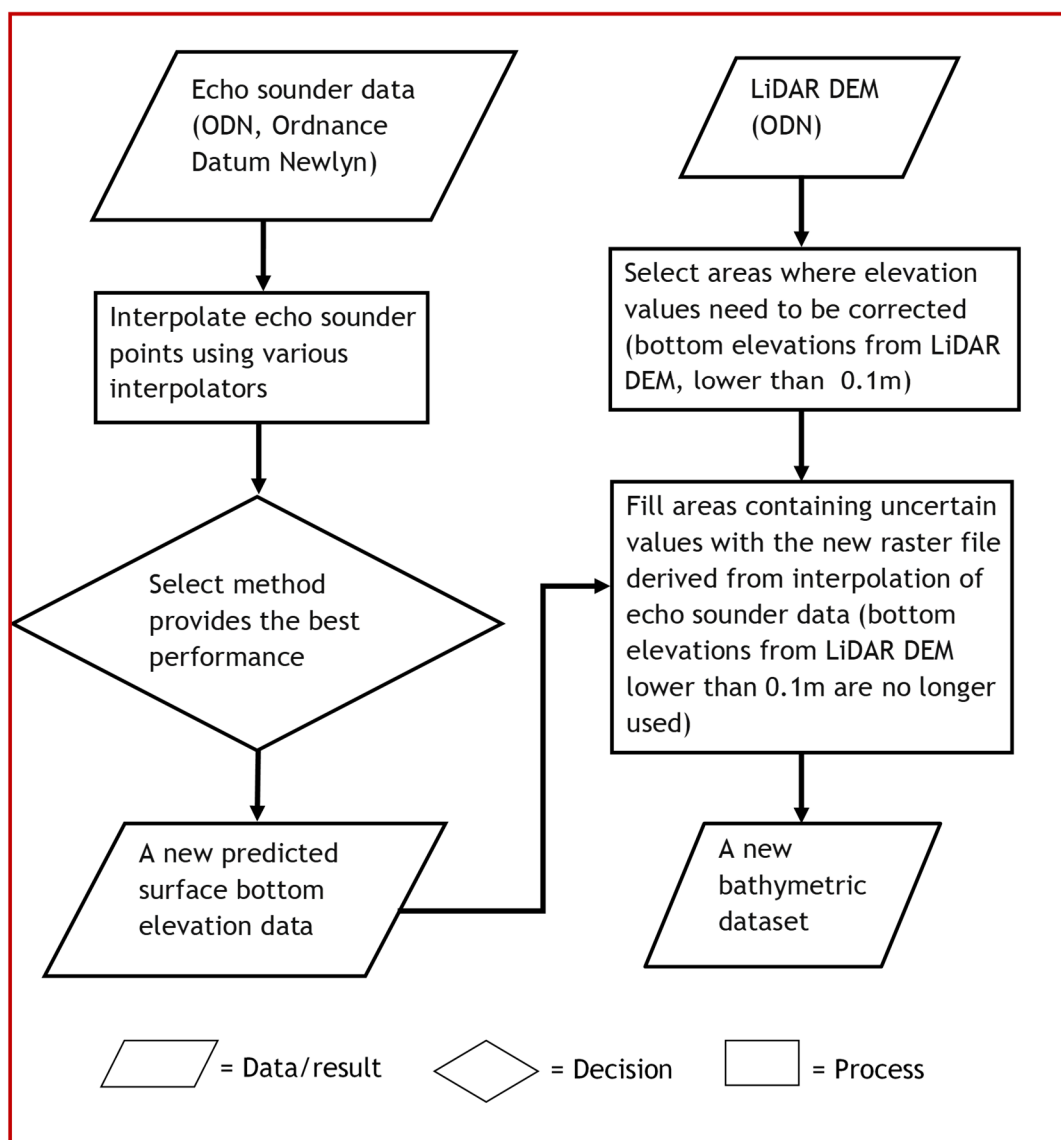 Echo sounder data
(ODN, Ordnance
Datum Newlyn)
Interpolate echo sounder
points using various
interpolators
Select method
provides the best
performance
A new predicted
surface bottom
elevation data
LiDAR DEM
(ODN)
Select areas where elevation
values need to be corrected
(bottom elevations from LiDAR
DEM, lower than 0.1m)
Fill areas containing uncertain
values with the new raster file
derived from interpolation of
echo sounder data (bottom
elevations from LiDAR DEM
lower than 0.1m are no longer
used)
A new
bathymetric
dataset
= Data/result
= Decision
= Process